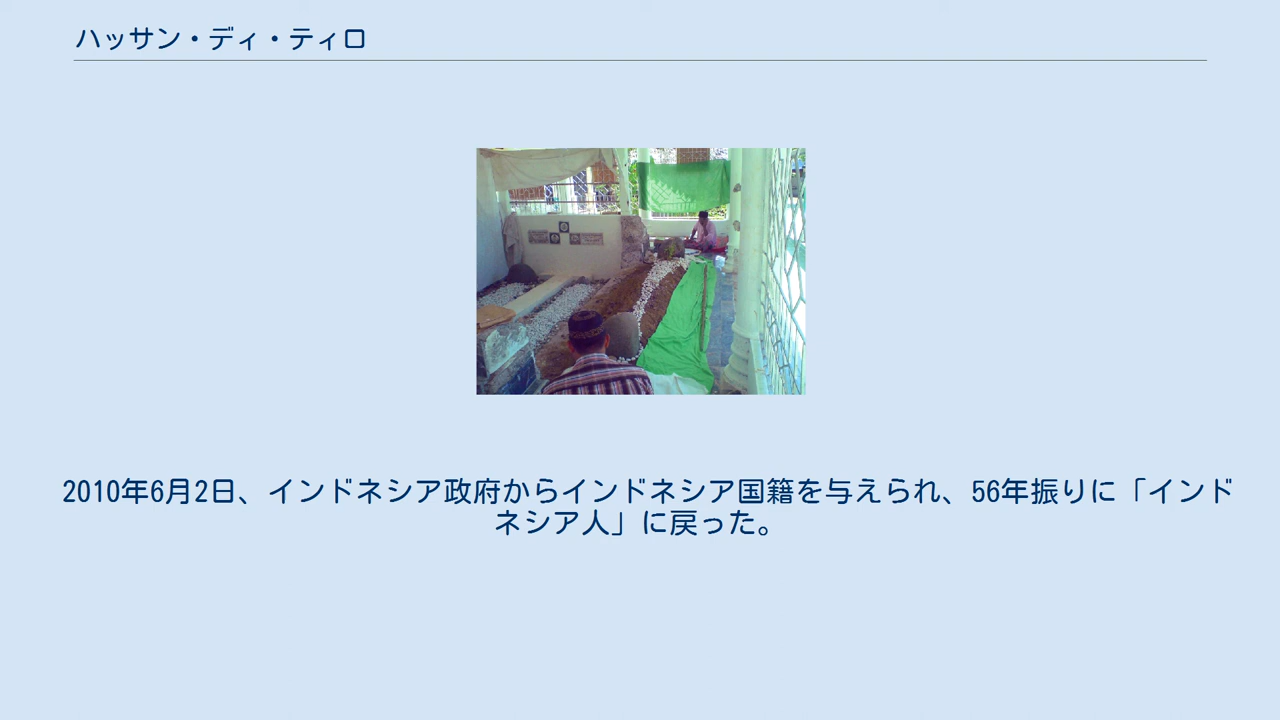 ハッサン・ディ・ティロ
2010年6月2日、インドネシア政府からインドネシア国籍を与えられ、56年振りに「インド
ネシア人」に戻った。